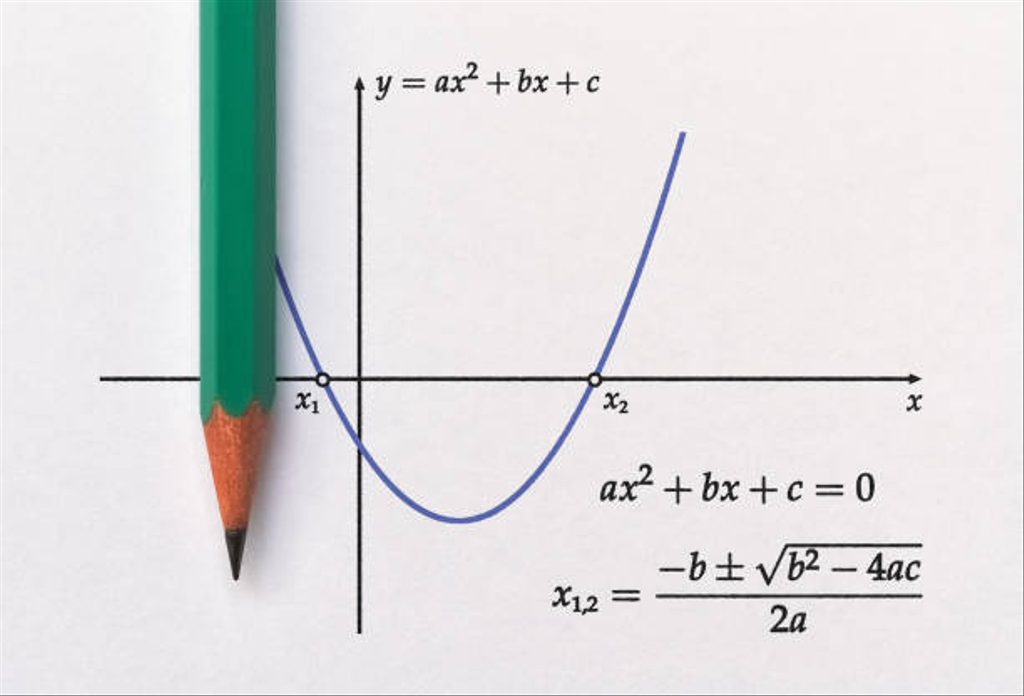 y = ax² + bx + c
x₁
x₂
x
ax² + bx + c = 0
x₁,₂ = (−b ± √(b² − 4ac)) / 2a